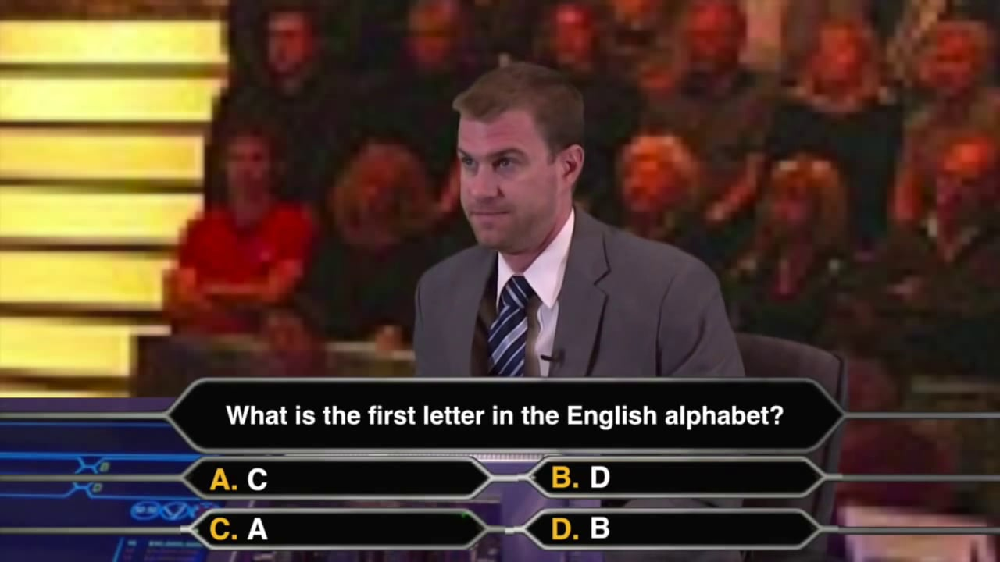 What is the first letter in the English alphabet?
A. C
B. D
C. A
D. B